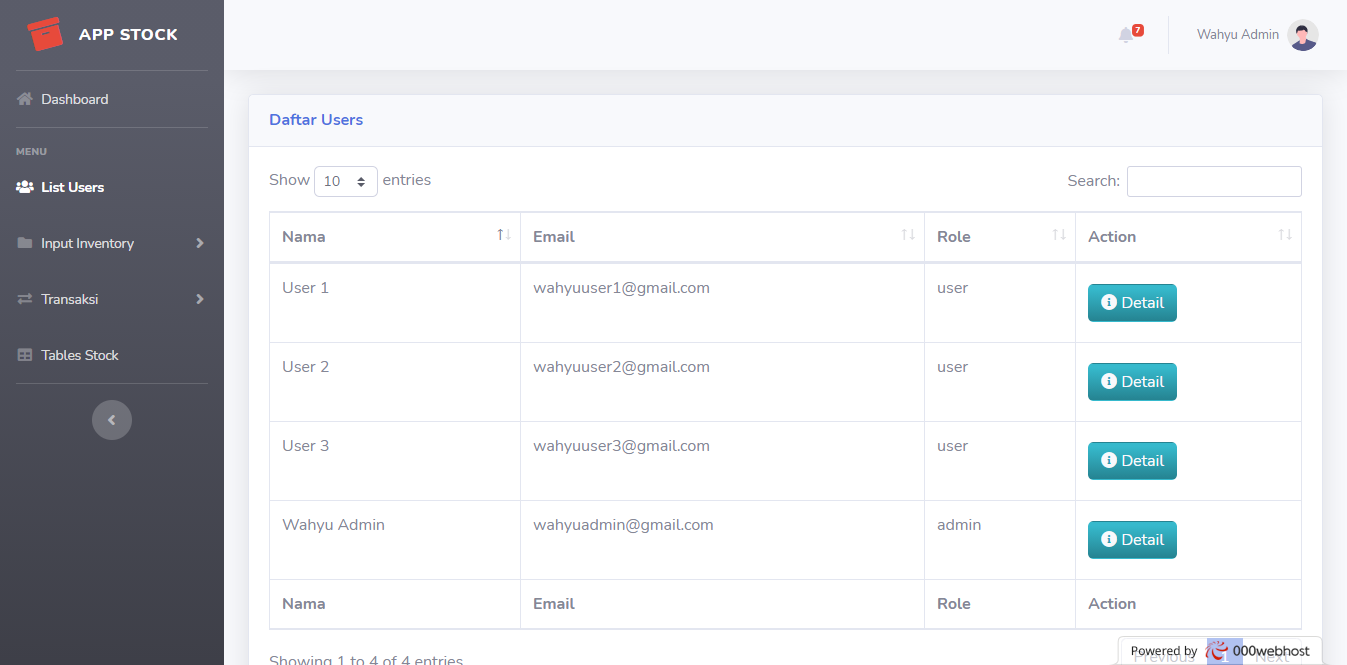 APP STOCK
7
Wahyu Admin
Dashboard
MENU
List Users
Input Inventory
Transaksi
Tables Stock
Daftar Users
Show 10 entries
Search:
Nama Email Role Action
User 1 wahyuuser1@gmail.com user Detail
User 2 wahyuuser2@gmail.com user Detail
User 3 wahyuuser3@gmail.com user Detail
Wahyu Admin wahyuadmin@gmail.com admin Detail
Nama Email Role Action
Showing 1 to 4 of 4 entries
Previous 1 Next
Powered by 000webhost